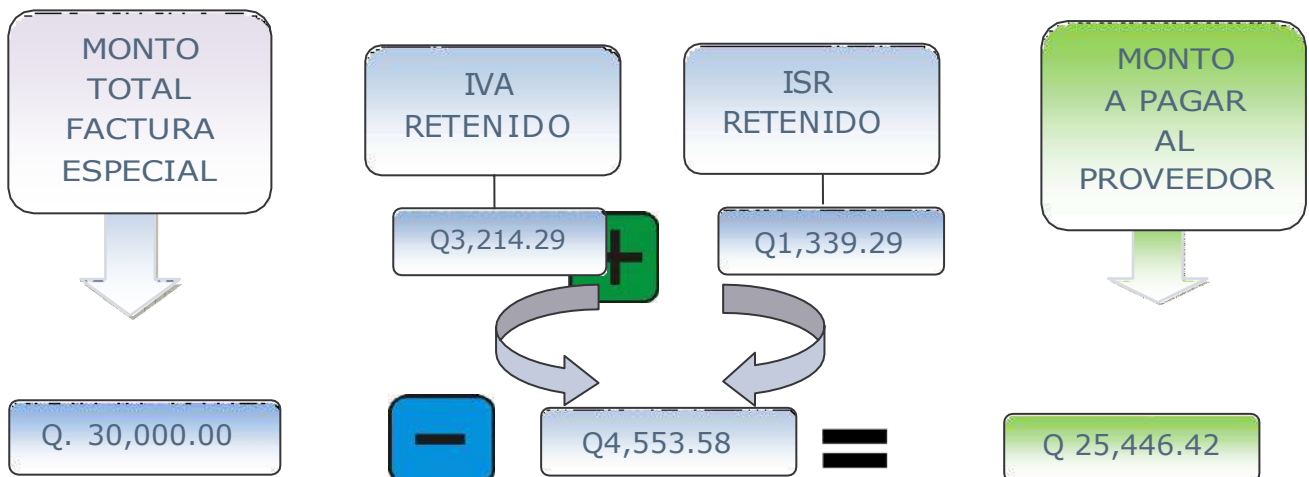 MONTO
TOTAL
FACTURA
ESPECIAL
IVA
RETENIDO
ISR
RETENIDO
MONTO
A PAGAR
AL
PROVEEDOR
Q3,214.29
+
Q1,339.29
Q. 30,000.00
−
Q4,553.58
=
Q 25,446.42